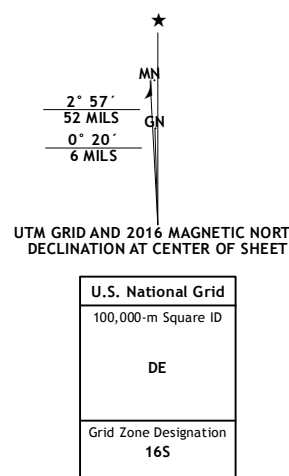 MN
2° 57´
52 MILS
GN
0° 20´
6 MILS
UTM GRID AND 2016 MAGNETIC NORT
DECLINATION AT CENTER OF SHEET
U.S. National Grid
100,000-m Square ID
DE
Grid Zone Designation
16S